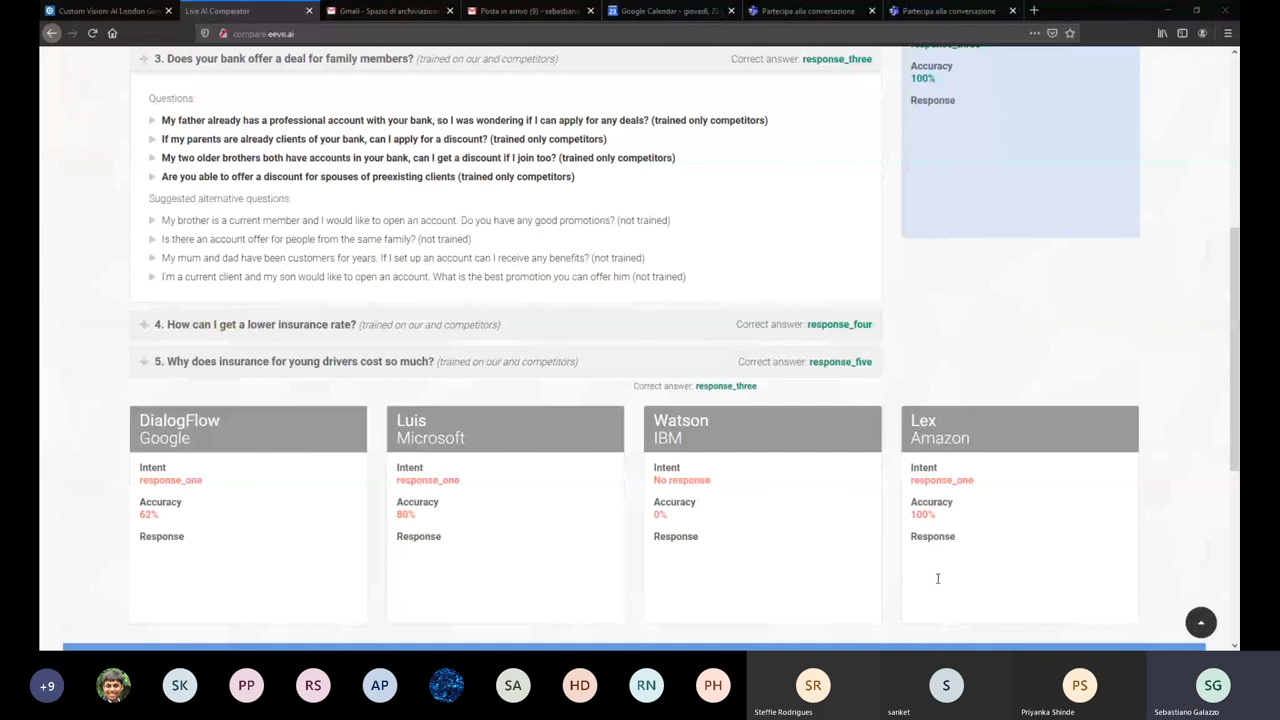 Custom Vision: AI London Gen
Live AI Comparator
Gmail - Spazio di archiviazion
Posta in arrivo (9) - sebastian
Google Calendar - giovedì, 23
Partecipa alla conversazione
Partecipa alla conversazione
compare.eeve.ai
3. Does your bank offer a deal for family members? (trained on our and competitors)
Correct answer: response_three
response_three
Accuracy
100%
Response
Questions:
My father already has a professional account with your bank, so I was wondering if I can apply for any deals? (trained only competitors)
If my parents are already clients of your bank, can I apply for a discount? (trained only competitors)
My two older brothers both have accounts in your bank, can I get a discount if I join too? (trained only competitors)
Are you able to offer a discount for spouses of preexisting clients (trained only competitors)
Suggested alternative questions:
My brother is a current member and I would like to open an account. Do you have any good promotions? (not trained)
Is there an account offer for people from the same family? (not trained)
My mum and dad have been customers for years. If I set up an account can I receive any benefits? (not trained)
I'm a current client and my son would like to open an account. What is the best promotion you can offer him (not trained)
4. How can I get a lower insurance rate? (trained on our and competitors)
Correct answer: response_four
5. Why does insurance for young drivers cost so much? (trained on our and competitors)
Correct answer: response_five
Correct answer: response_three
DialogFlow
Google
Intent
response_one
Accuracy
62%
Response
Luis
Microsoft
Intent
response_one
Accuracy
80%
Response
Watson
IBM
Intent
No response
Accuracy
0%
Response
Lex
Amazon
Intent
response_one
Accuracy
100%
Response
+9
SK
PP
RS
AP
SA
HD
RN
PH
SR
Steffie Rodrigues
S
sanket
PS
Priyanka Shinde
SG
Sebastiano Galazzo